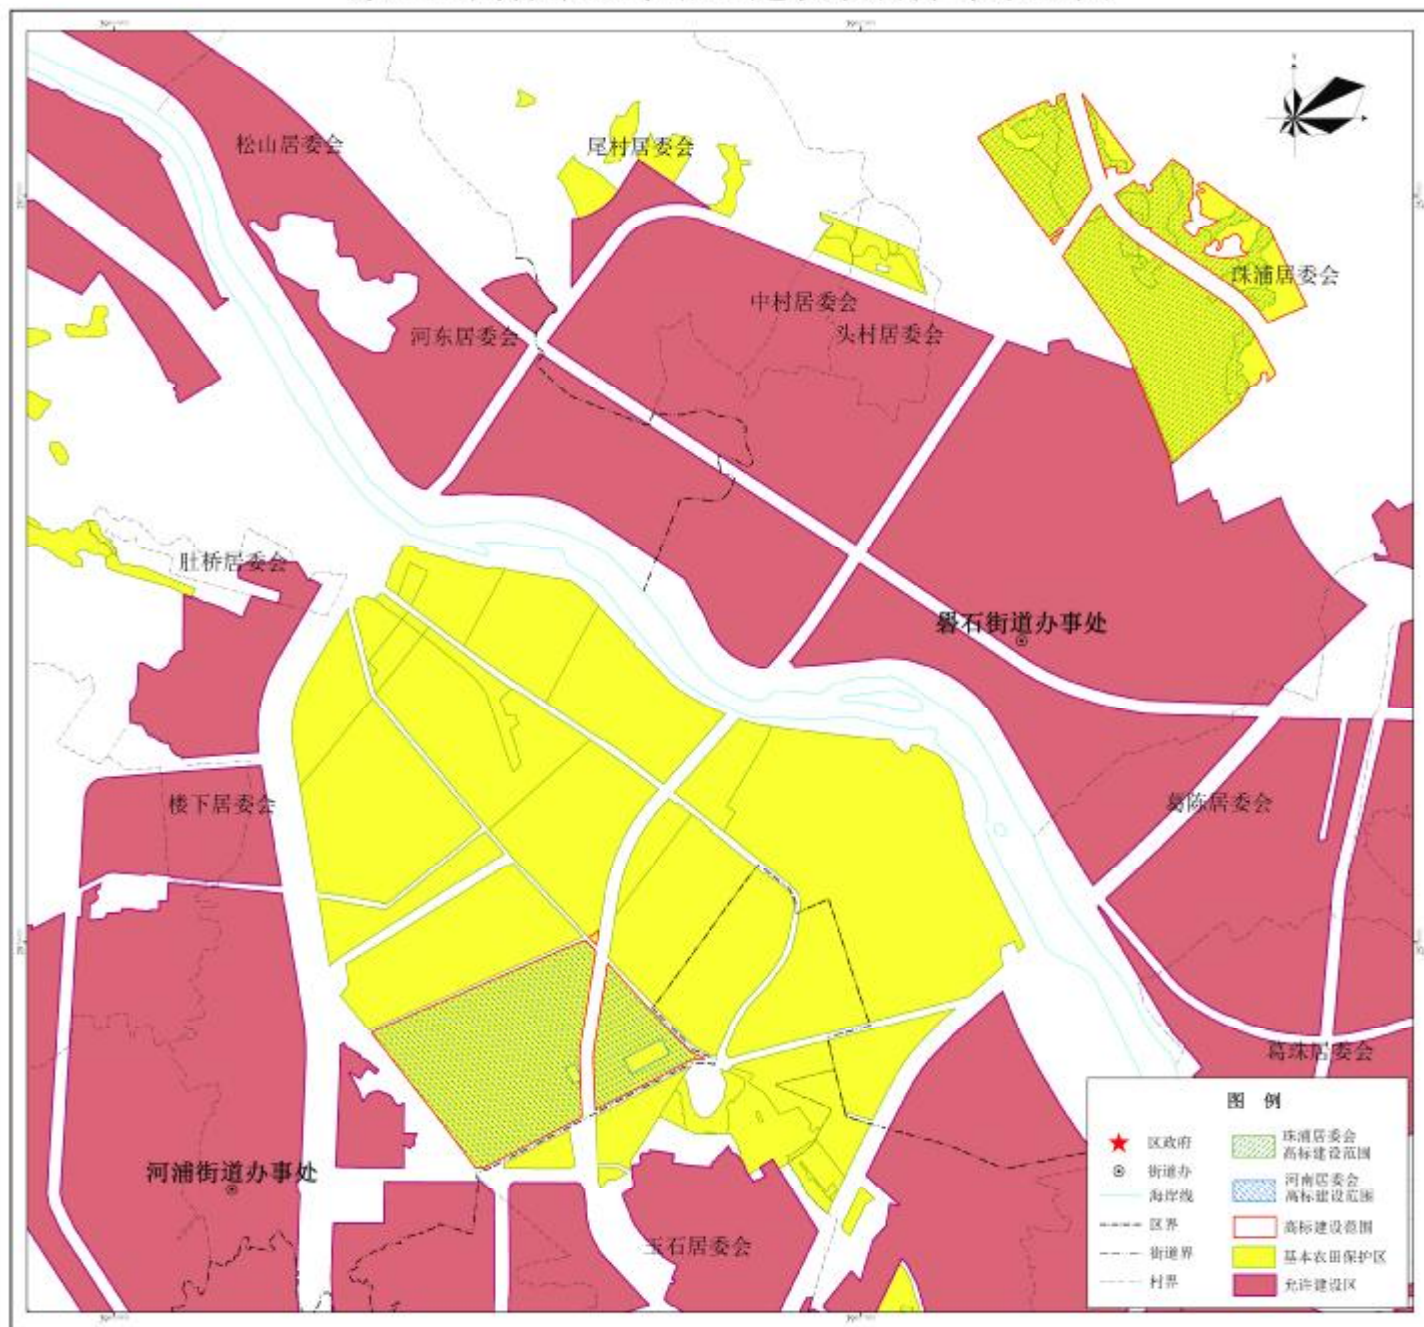 松山居委会
尾村居委会
珠浦居委会
中村居委会
河东居委会
头村居委会
肚桥居委会
礐石街道办事处
楼下居委会
葛陈居委会
葛珠居委会
河浦街道办事处
玉石居委会
图 例
区政府
街道办
海岸线
区界
街道界
村界
珠浦居委会
高标建设范围
河南居委会
高标建设范围
高标建设范围
基本农田保护区
允许建设区